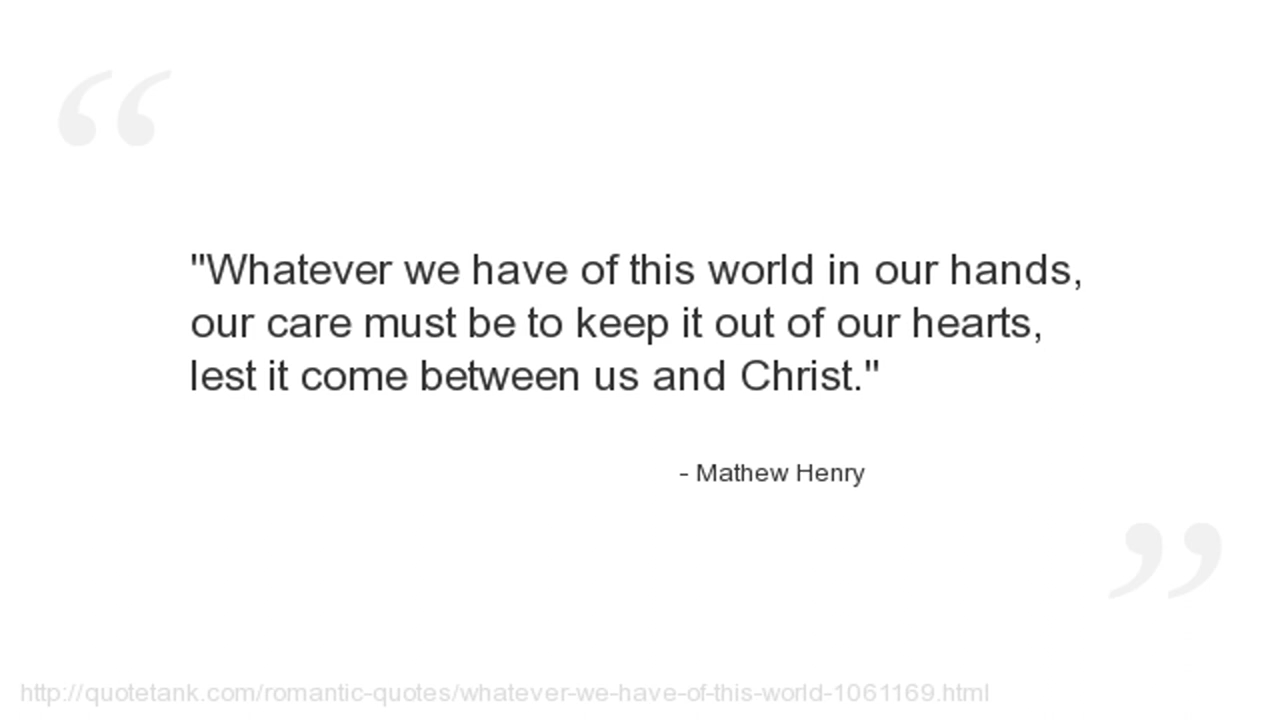 "Whatever we have of this world in our hands,
our care must be to keep it out of our hearts,
lest it come between us and Christ."
- Mathew Henry
http://quotetank.com/romantic-quotes/whatever-we-have-of-this-world-1061169.html